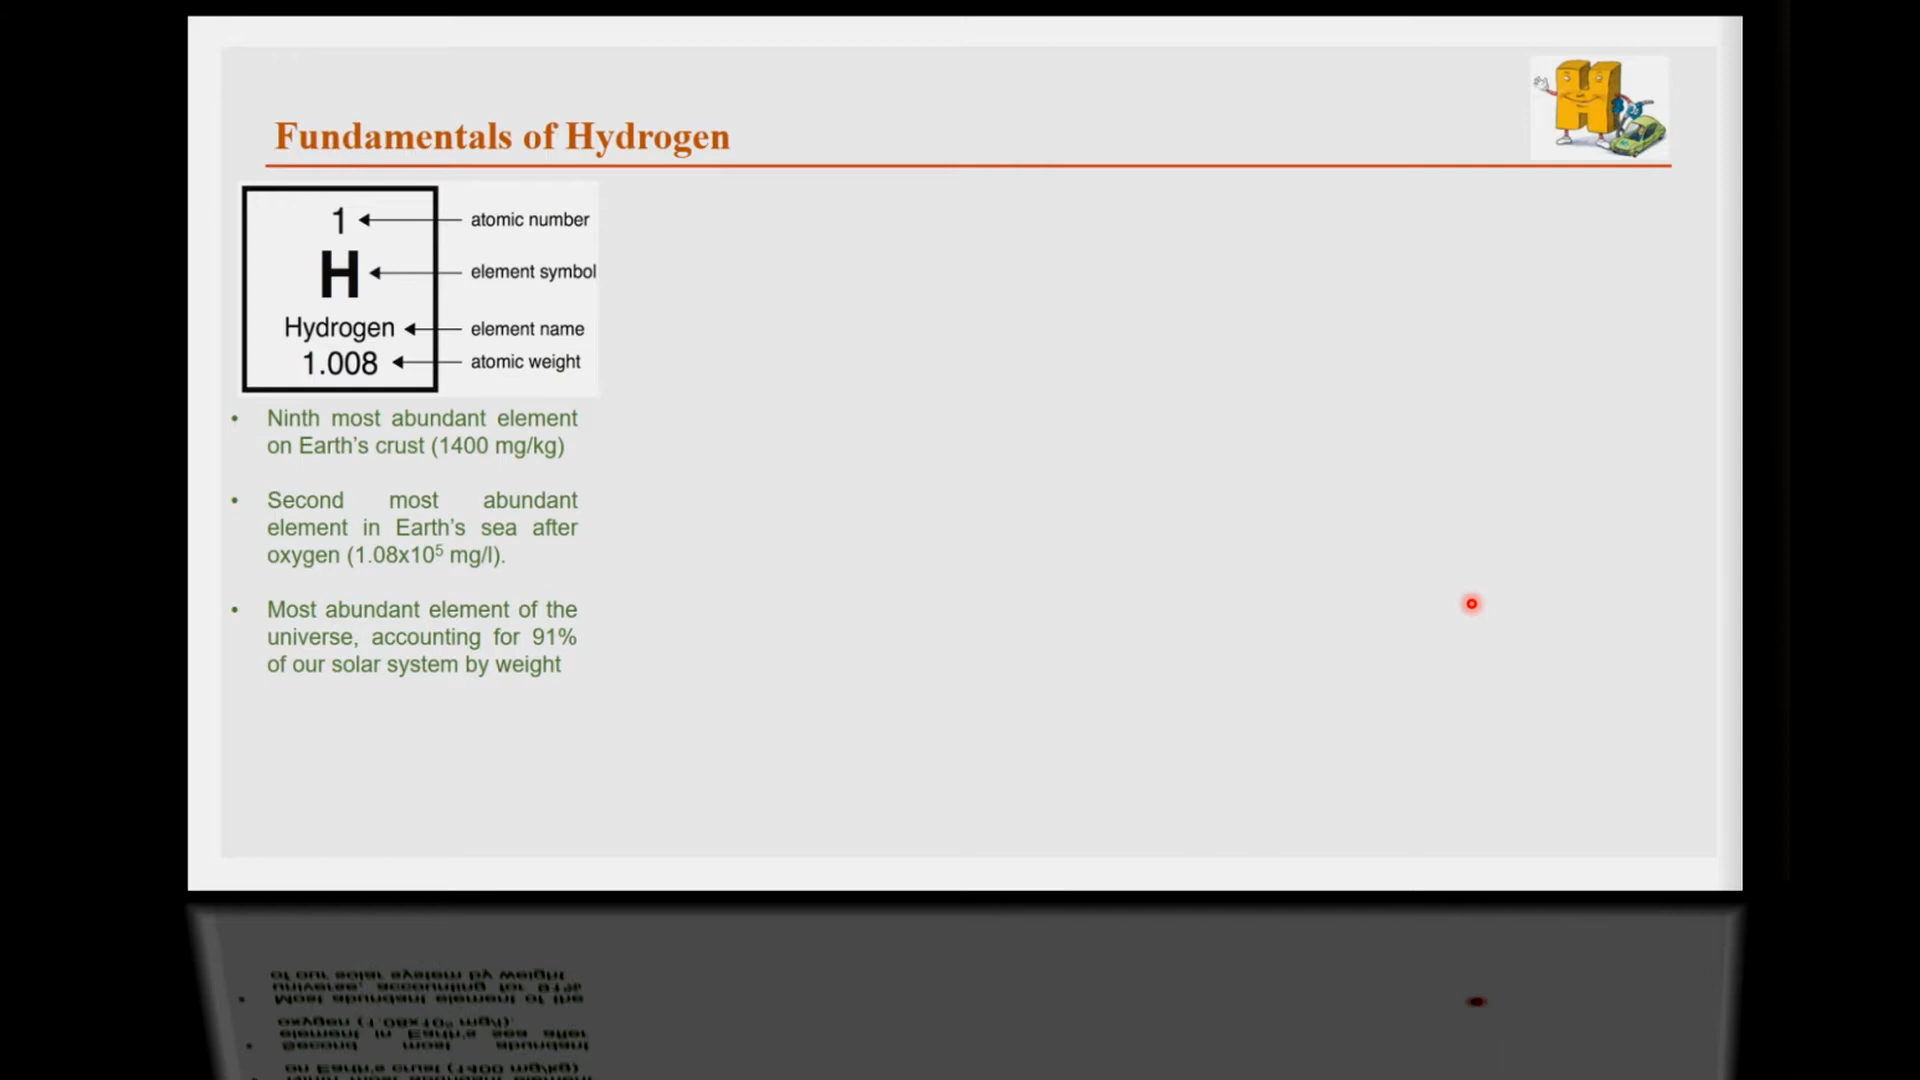 Fundamentals of Hydrogen
1
atomic number
H
element symbol
Hydrogen
element name
1.008
atomic weight
• Ninth most abundant element
on Earth's crust (1400 mg/kg)
• Second most abundant
element in Earth's sea after
oxygen (1.08x10⁵ mg/l).
• Most abundant element of the
universe, accounting for 91%
of our solar system by weight